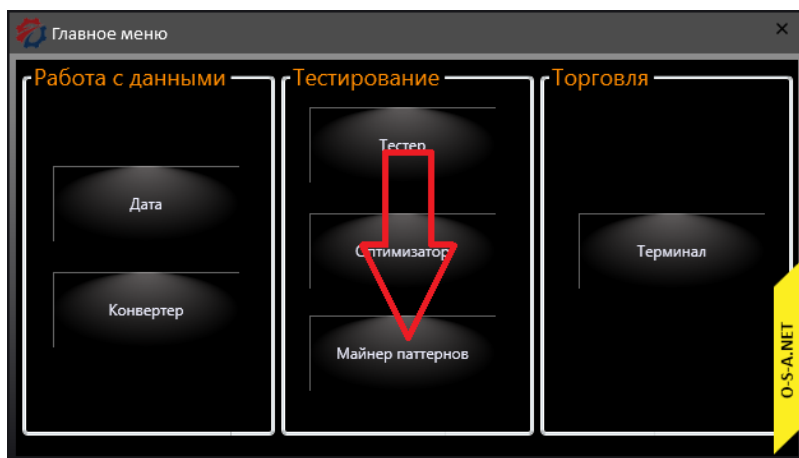 Главное меню
Работа с данными
Тестирование
Торговля
Тестер
Дата
Оптимизатор
Терминал
Конвертер
Майнер паттернов
O-S-A.NET